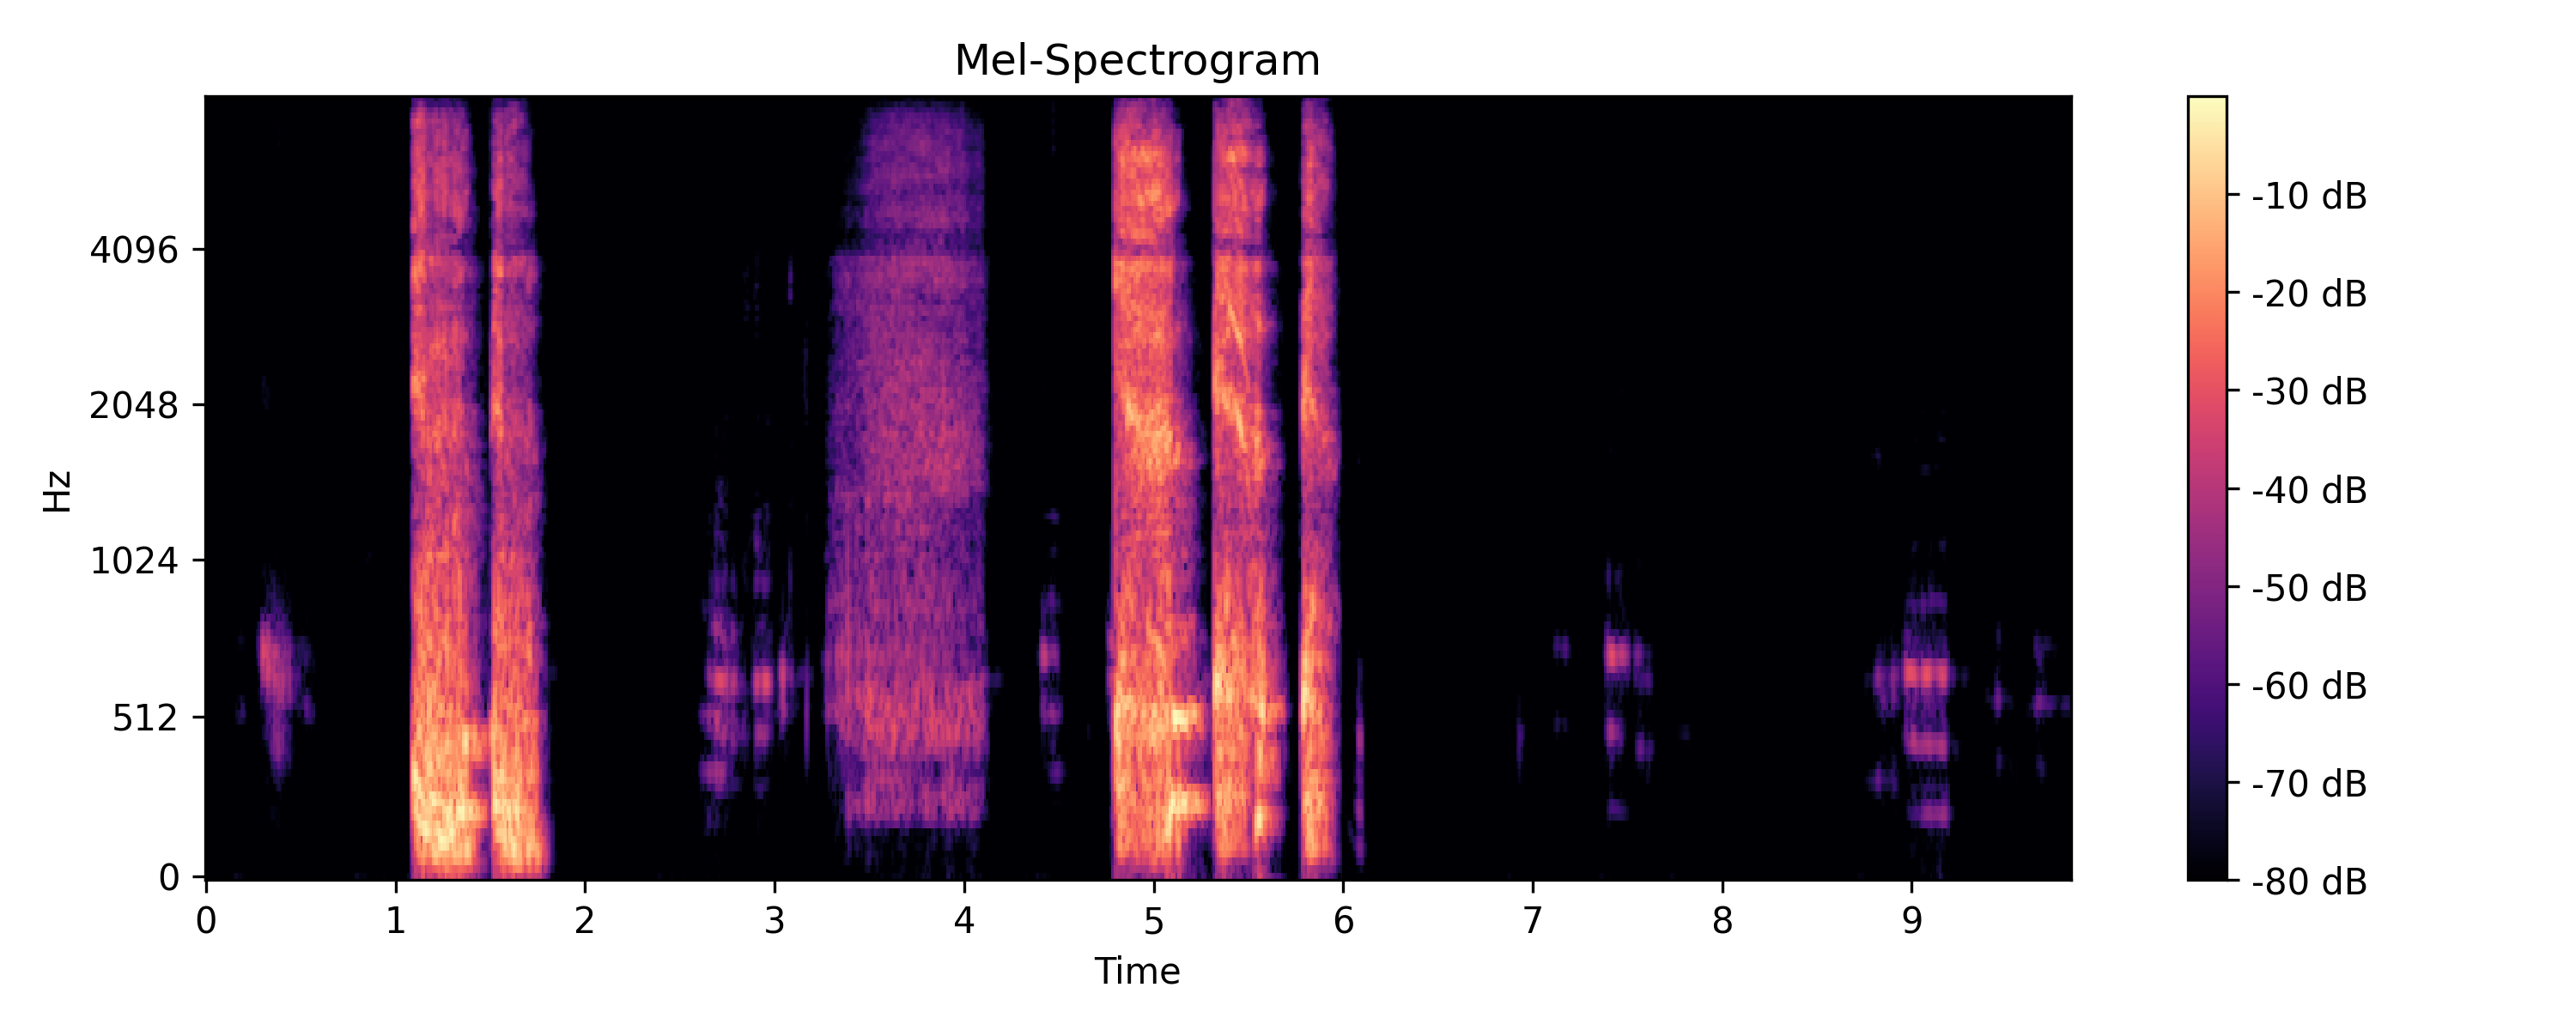 Mel-Spectrogram
Hz
4096
2048
1024
512
0
0 1 2 3 4 5 6 7 8 9
Time
-10 dB
-20 dB
-30 dB
-40 dB
-50 dB
-60 dB
-70 dB
-80 dB